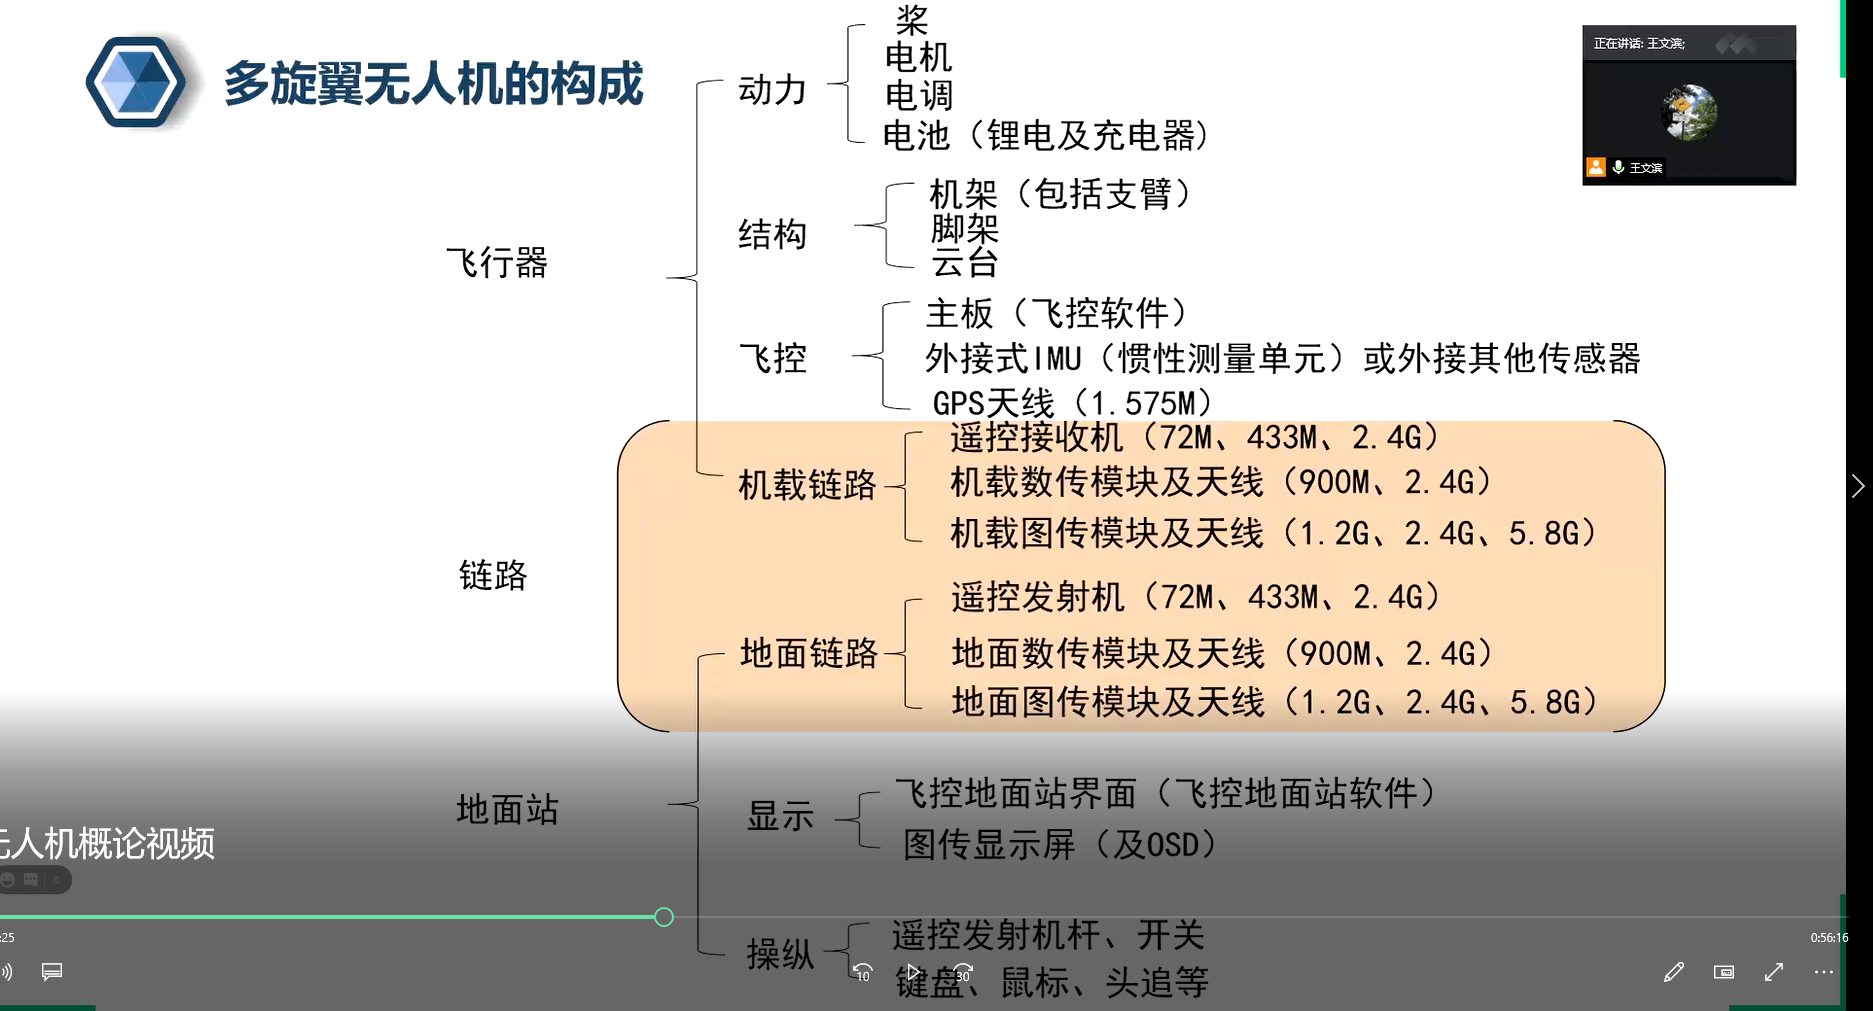 多旋翼无人机的构成
正在讲话: 王文滨;
王文滨
飞行器
动力
桨
电机
电调
电池（锂电及充电器）
结构
机架（包括支臂）
脚架
云台
飞控
主板（飞控软件）
外接式IMU（惯性测量单元）或外接其他传感器
GPS天线（1.575M）
链路
机载链路
遥控接收机（72M、433M、2.4G）
机载数传模块及天线（900M、2.4G）
机载图传模块及天线（1.2G、2.4G、5.8G）
地面链路
遥控发射机（72M、433M、2.4G）
地面数传模块及天线（900M、2.4G）
地面图传模块及天线（1.2G、2.4G、5.8G）
地面站
显示
飞控地面站界面（飞控地面站软件）
图传显示屏（及OSD）
操纵
遥控发射机杆、开关
键盘、鼠标、头追等
无人机概论视频
:25
0:56:16
10
30